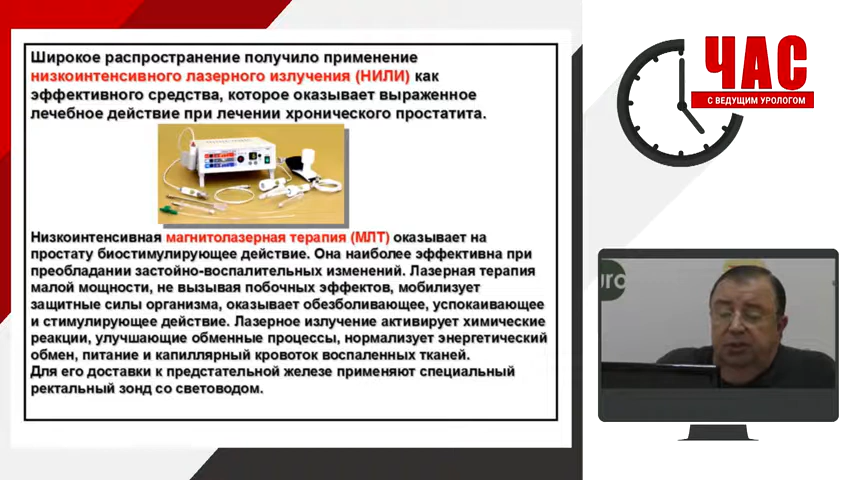 Широкое распространение получило применение
низкоинтенсивного лазерного излучения (НИЛИ) как
эффективного средства, которое оказывает выраженное
лечебное действие при лечении хронического простатита.
Низкоинтенсивная магнитолазерная терапия (МЛТ) оказывает на
простату биостимулирующее действие. Она наиболее эффективна при
преобладании застойно-воспалительных изменений. Лазерная терапия
малой мощности, не вызывая побочных эффектов, мобилизует
защитные силы организма, оказывает обезболивающее, успокаивающее
и стимулирующее действие. Лазерное излучение активирует химические
реакции, улучшающие обменные процессы, нормализует энергетический
обмен, питание и капиллярный кровоток воспаленных тканей.
Для его доставки к предстательной железе применяют специальный
ректальный зонд со световодом.
ЧАС
С ВЕДУЩИМ УРОЛОГОМ
uro